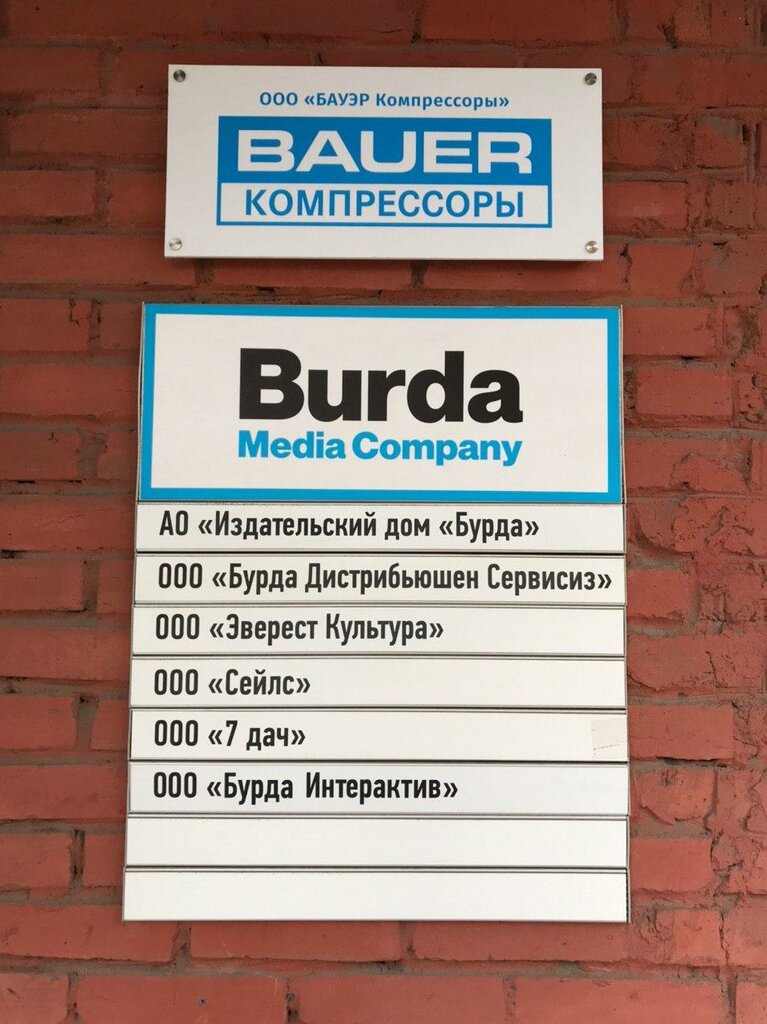 ООО «БАУЭР Компрессоры»
BAUER
КОМПРЕССОРЫ
Burda
Media Company
АО «Издательский дом «Бурда»
ООО «Бурда Дистрибьюшен Сервисиз»
ООО «Эверест Культура»
ООО «Сейлс»
ООО «7 дач»
ООО «Бурда Интерактив»